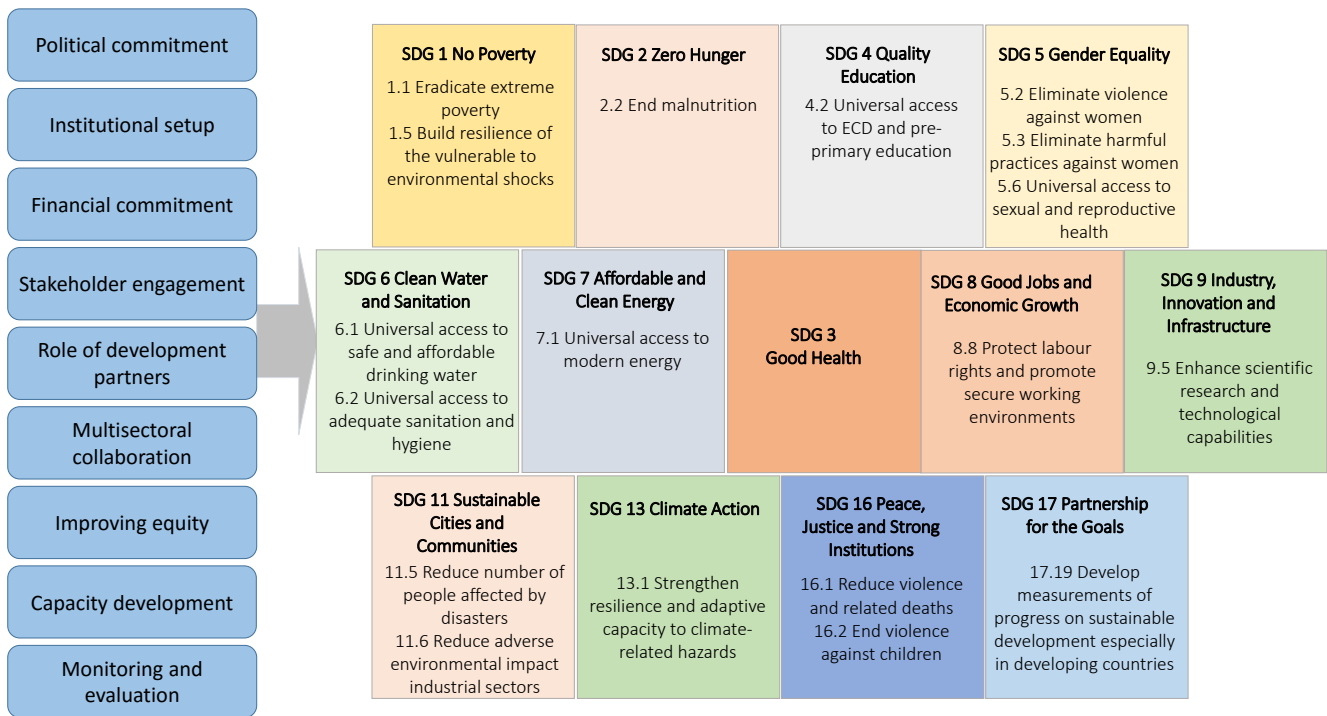 Political commitment
Institutional setup
Financial commitment
Stakeholder engagement
Role of development
partners
Multisectoral
collaboration
Improving equity
Capacity development
Monitoring and
evaluation
SDG 1 No Poverty
1.1 Eradicate extreme
poverty
1.5 Build resilience of
the vulnerable to
environmental shocks
SDG 2 Zero Hunger
2.2 End malnutrition
SDG 4 Quality
Education
4.2 Universal access
to ECD and pre-
primary education
SDG 5 Gender Equality
5.2 Eliminate violence
against women
5.3 Eliminate harmful
practices against women
5.6 Universal access to
sexual and reproductive
health
SDG 6 Clean Water
and Sanitation
6.1 Universal access to
safe and affordable
drinking water
6.2 Universal access to
adequate sanitation and
hygiene
SDG 7 Affordable and
Clean Energy
7.1 Universal access to
modern energy
SDG 3
Good Health
SDG 8 Good Jobs and
Economic Growth
8.8 Protect labour
rights and promote
secure working
environments
SDG 9 Industry,
Innovation and
Infrastructure
9.5 Enhance scientific
research and
technological
capabilities
SDG 11 Sustainable
Cities and
Communities
11.5 Reduce number of
people affected by
disasters
11.6 Reduce adverse
environmental impact
industrial sectors
SDG 13 Climate Action
13.1 Strengthen
resilience and adaptive
capacity to climate-
related hazards
SDG 16 Peace,
Justice and Strong
Institutions
16.1 Reduce violence
and related deaths
16.2 End violence
against children
SDG 17 Partnership
for the Goals
17.19 Develop
measurements of
progress on sustainable
development especially
in developing countries